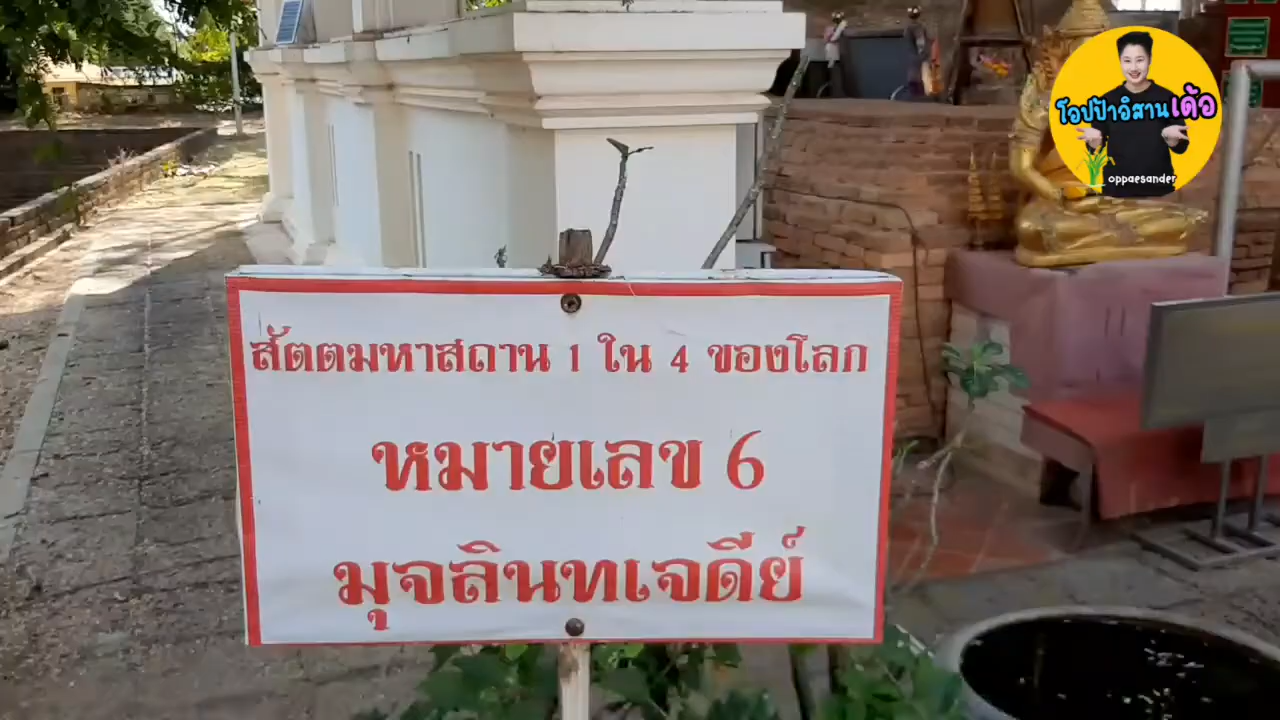 โอปป้าอีสานเด้อ
oppaesander
สัตตมหาสถาน 1 ใน 4 ของโลก
หมายเลข 6
มุจลินทเจดีย์